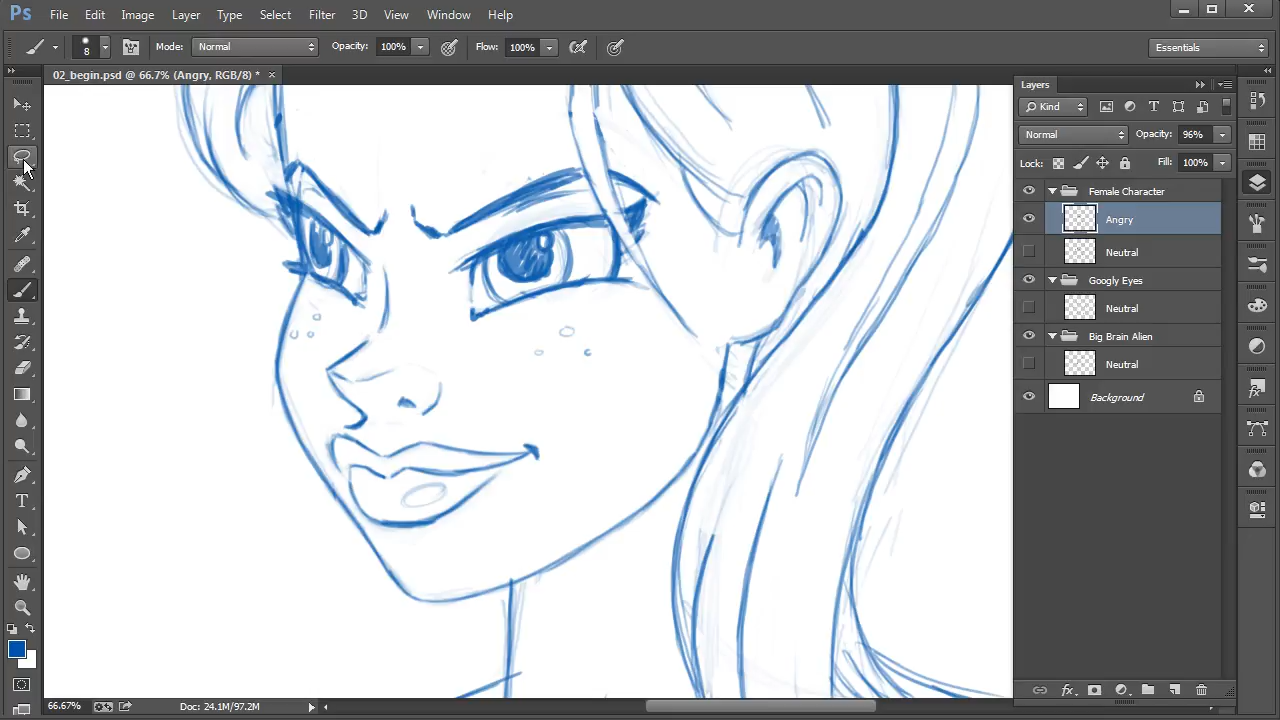 Ps File Edit Image Layer Type Select Filter 3D View Window Help
8 Mode: Normal Opacity: 100% Flow: 100% Essentials
02_begin.psd @ 66.7% (Angry, RGB/8) * ×
Layers
Kind
Normal Opacity: 96%
Lock: Fill: 100%
Female Character
Angry
Neutral
Googly Eyes
Neutral
Big Brain Alien
Neutral
Background
T
66.67% Doc: 24.1M/97.2M fx